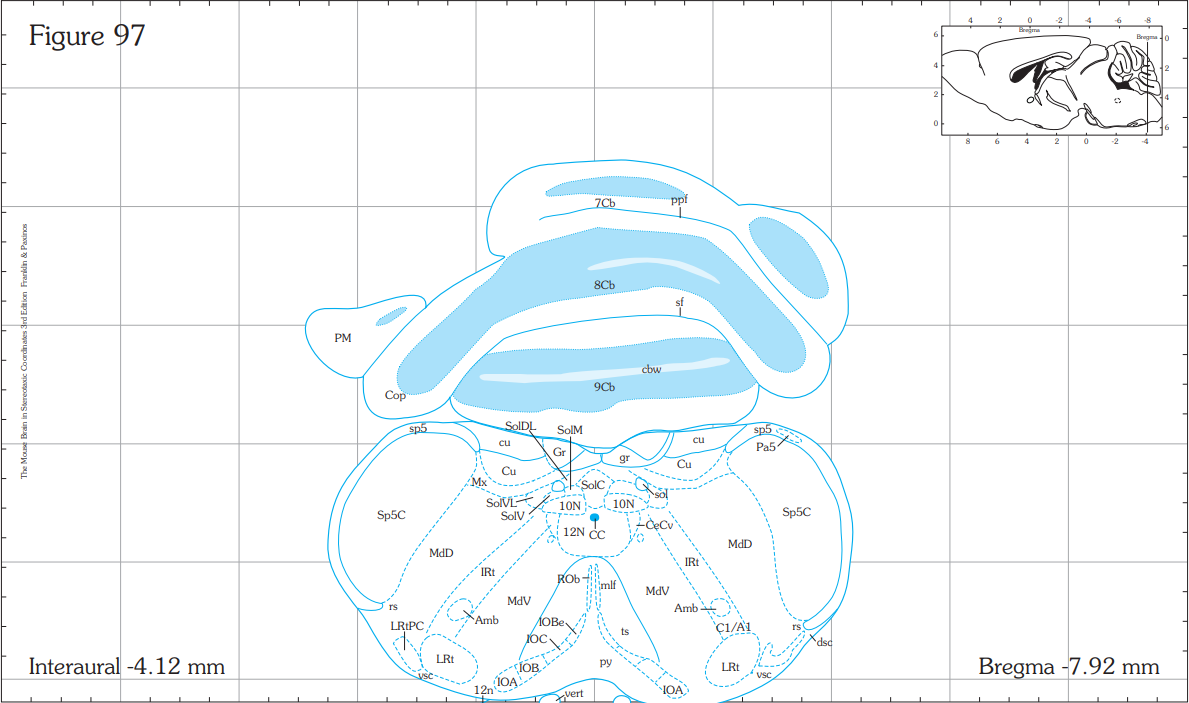 Figure 97
4 2 0 -2 -4 -6 -8
Bregma
Bregma
6
4
2
0
0
2
4
6
8 6 4 2 0 -2 -4
The Mouse Brain in Stereotaxic Coordinates 3rd Edition Franklin & Paxinos
7Cb
ppf
8Cb
sf
PM
cbw
9Cb
Cop
sp5
SolDL
SolM
sp5
cu
cu
Pa5
Gr
gr
Cu
Cu
Mx
SolC
sol
SolVL
10N
10N
SolV
Sp5C
Sp5C
12N
CC
CeCv
MdD
MdD
IRt
IRt
ROb
mlf
MdV
MdV
rs
Amb
Amb
LRtPC
IOBe
C1/A1
rs
IOC
ts
dsc
LRt
py
LRt
IOB
vsc
vsc
IOA
IOA
12n
vert
Interaural -4.12 mm
Bregma -7.92 mm